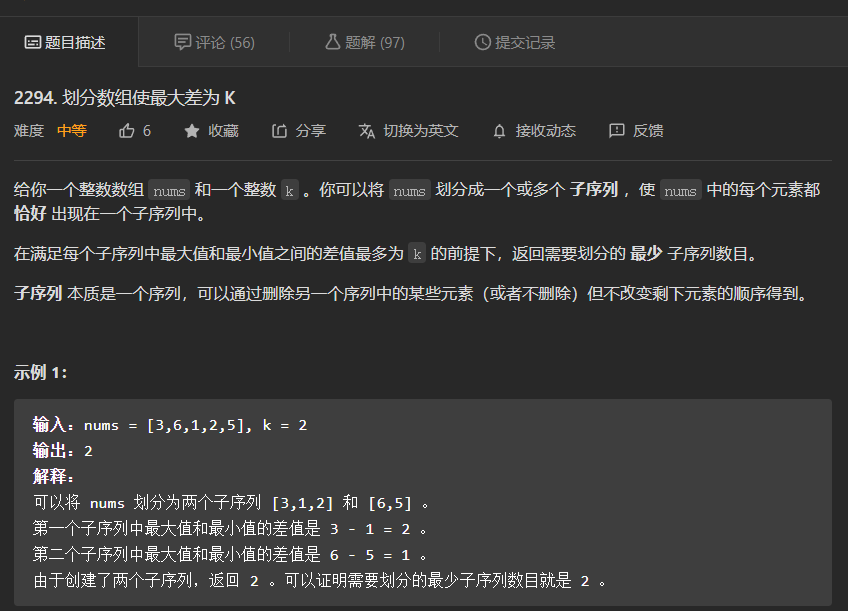 题目描述 评论 (56) 题解 (97) 提交记录
2294. 划分数组使最大差为 K
难度 中等 6 收藏 分享 切换为英文 接收动态 反馈
给你一个整数数组 nums 和一个整数 k 。你可以将 nums 划分成一个或多个 子序列 ，使 nums 中的每个元素都
恰好 出现在一个子序列中。
在满足每个子序列中最大值和最小值之间的差值最多为 k 的前提下，返回需要划分的 最少 子序列数目。
子序列 本质是一个序列，可以通过删除另一个序列中的某些元素（或者不删除）但不改变剩下元素的顺序得到。
示例 1：
输入：nums = [3,6,1,2,5], k = 2
输出：2
解释：
可以将 nums 划分为两个子序列 [3,1,2] 和 [6,5] 。
第一个子序列中最大值和最小值的差值是 3 - 1 = 2 。
第二个子序列中最大值和最小值的差值是 6 - 5 = 1 。
由于创建了两个子序列，返回 2 。可以证明需要划分的最少子序列数目就是 2 。